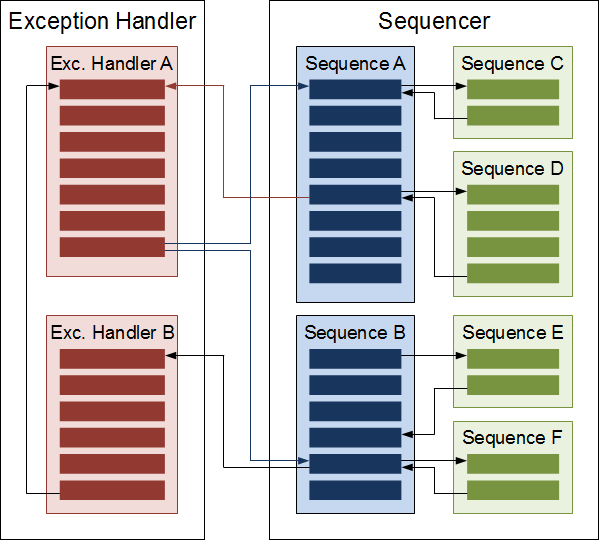 Exception Handler
Sequencer
Exc. Handler A
Sequence A
Sequence C
Sequence D
Exc. Handler B
Sequence B
Sequence E
Sequence F